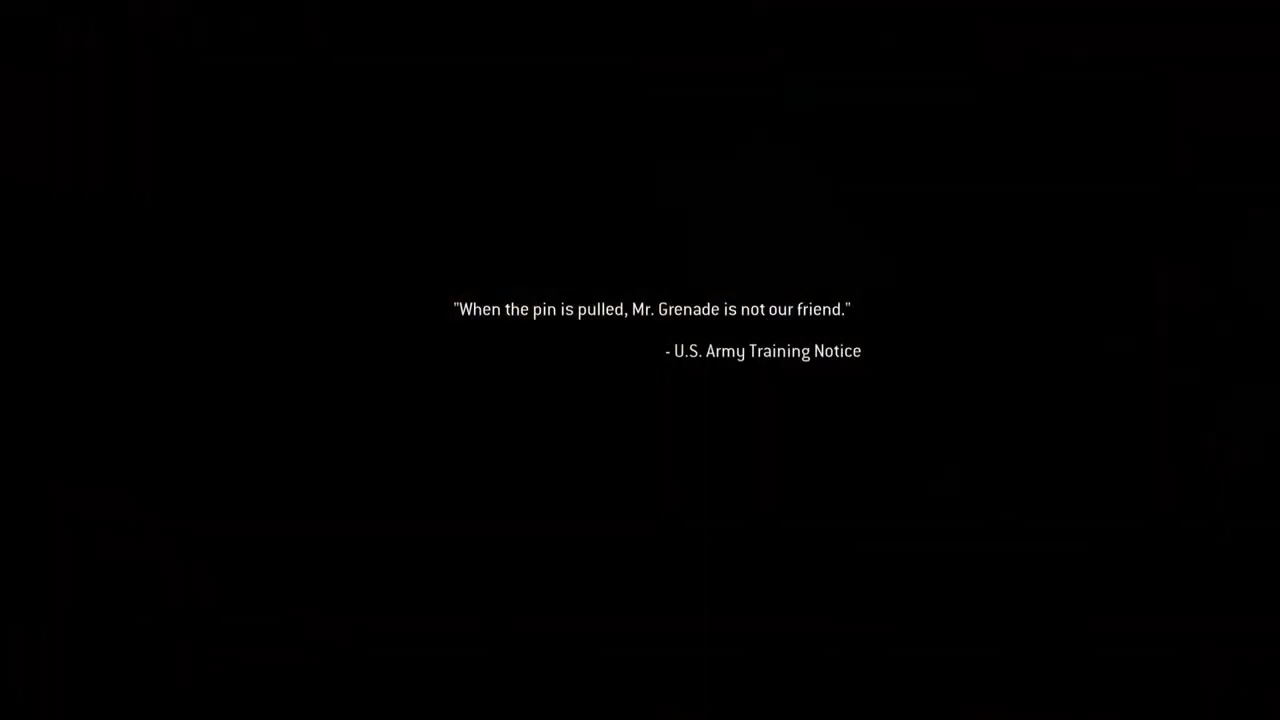 "When the pin is pulled, Mr. Grenade is not our friend."
- U.S. Army Training Notice